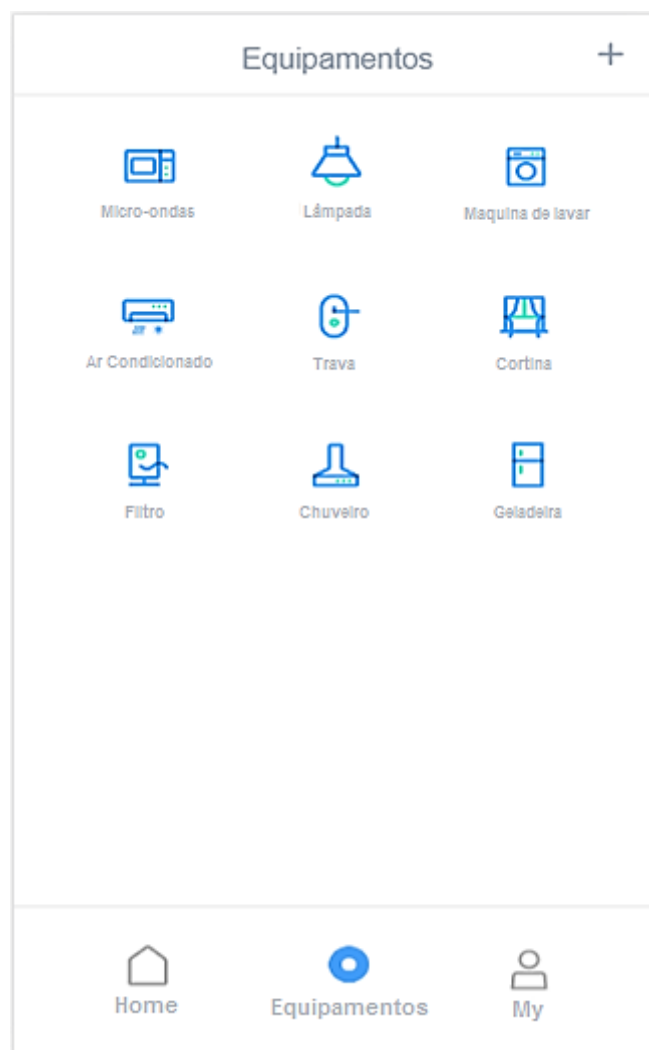 Equipamentos +
Micro-ondas
Lâmpada
Maquina de lavar
Ar Condicionado
Trava
Cortina
Filtro
Chuveiro
Geladeira
Home
Equipamentos
My